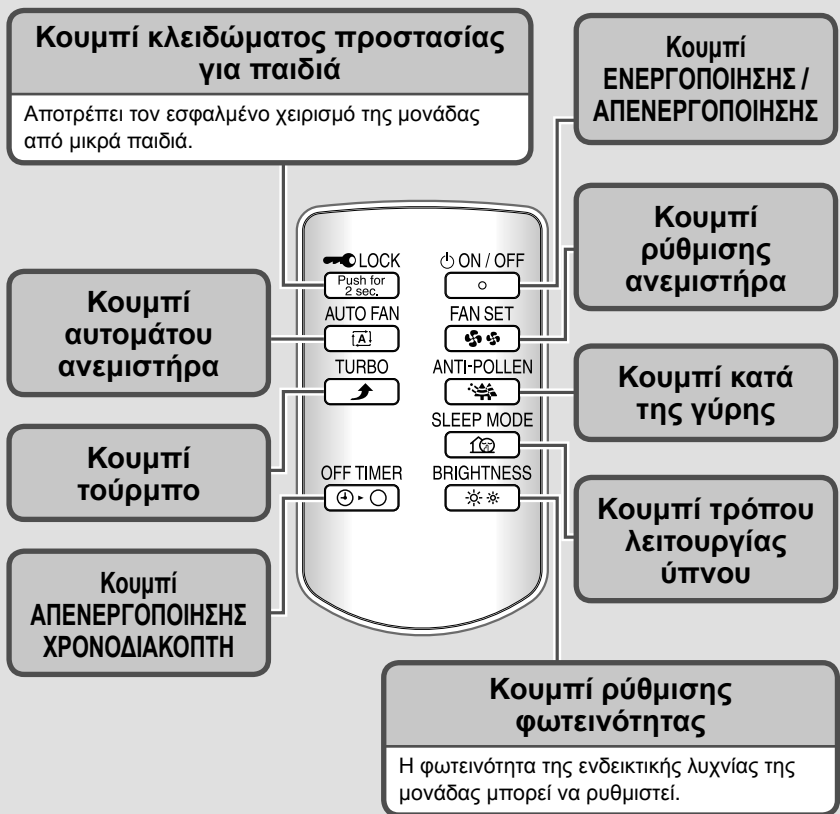 Κουμπί κλειδώματος προστασίας
για παιδιά
Αποτρέπει τον εσφαλμένο χειρισμό της μονάδας
από μικρά παιδιά.
Κουμπί
ΕΝΕΡΓΟΠΟΙΗΣΗΣ /
ΑΠΕΝΕΡΓΟΠΟΙΗΣΗΣ
Κουμπί
ρύθμισης
ανεμιστήρα
Κουμπί
αυτομάτου
ανεμιστήρα
Κουμπί κατά
της γύρης
Κουμπί
τούρμπο
Κουμπί τρόπου
λειτουργίας
ύπνου
Κουμπί
ΑΠΕΝΕΡΓΟΠΟΙΗΣΗΣ
ΧΡΟΝΟΔΙΑΚΟΠΤΗ
Κουμπί ρύθμισης
φωτεινότητας
Η φωτεινότητα της ενδεικτικής λυχνίας της
μονάδας μπορεί να ρυθμιστεί.
LOCK
Push for
2 sec.
ON / OFF
AUTO FAN
A
FAN SET
TURBO
ANTI-POLLEN
SLEEP MODE
OFF TIMER
BRIGHTNESS